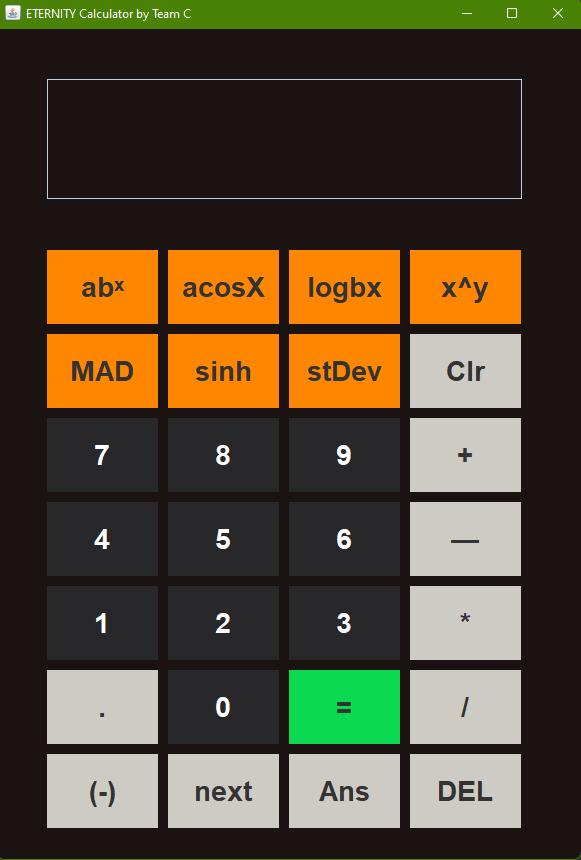 ETERNITY Calculator by Team C
abˣ acosX logbx x^y
MAD sinh stDev Clr
7 8 9 +
4 5 6 —
1 2 3 *
. 0 = /
(-) next Ans DEL